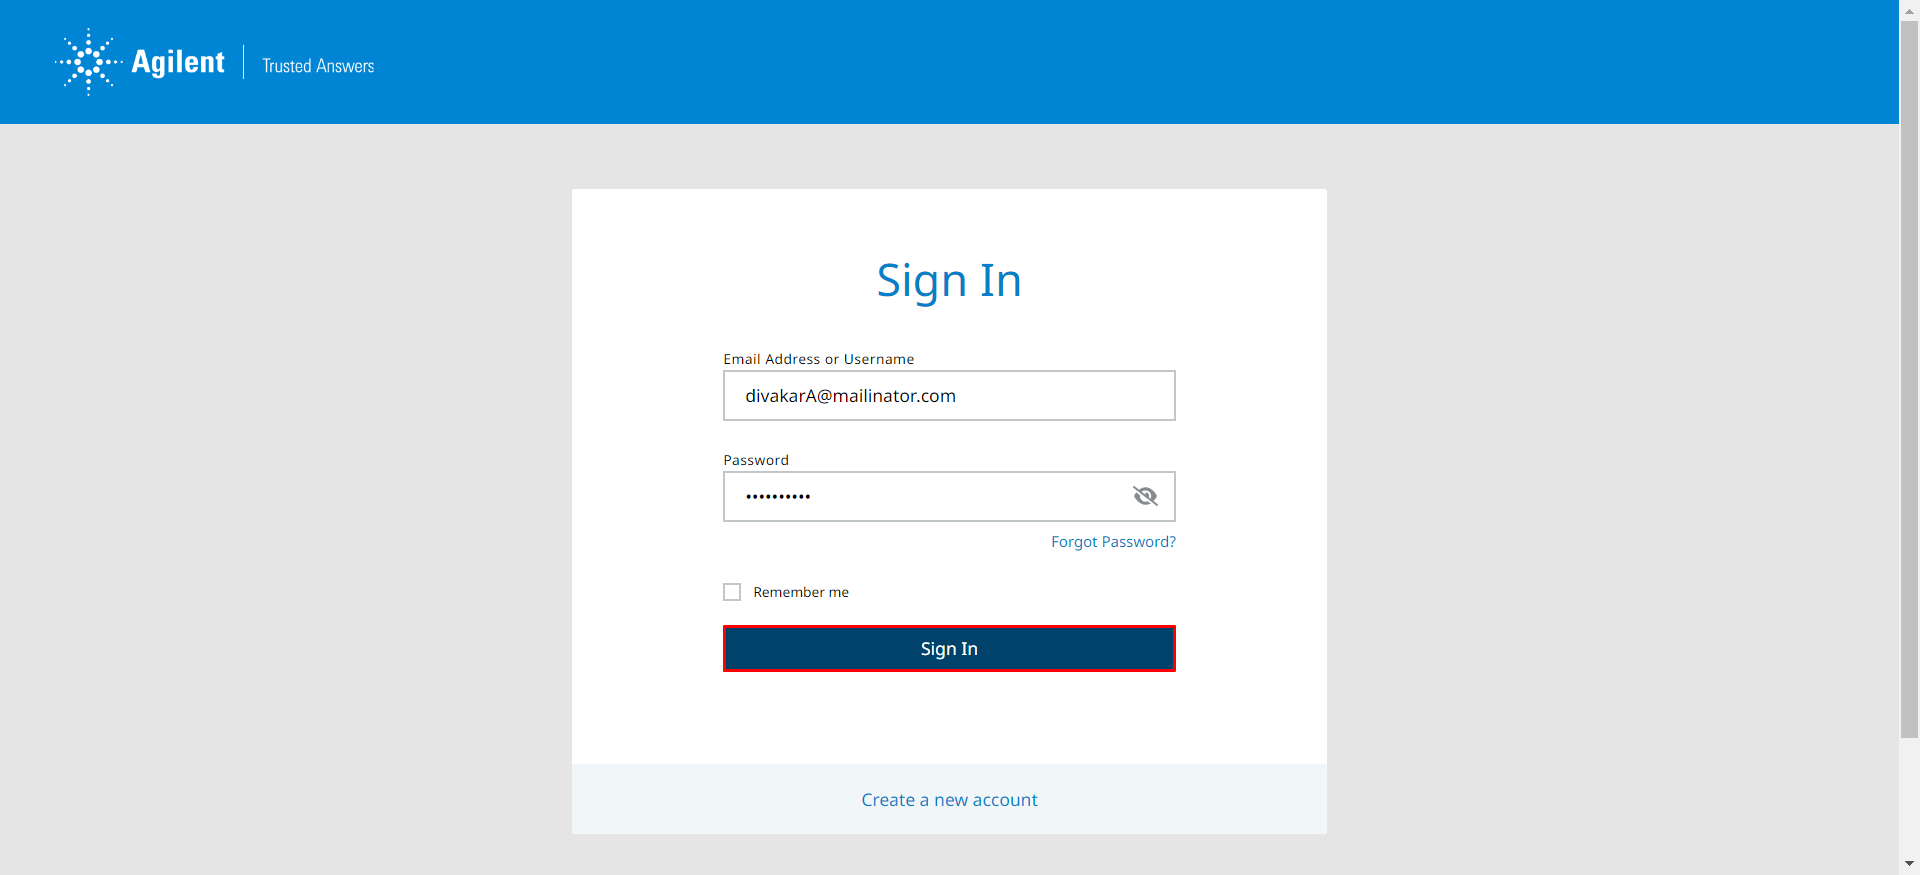 Agilent
Trusted Answers
Sign In
Email Address or Username
divakarA@mailinator.com
Password
••••••••••
Forgot Password?
Remember me
Sign In
Create a new account